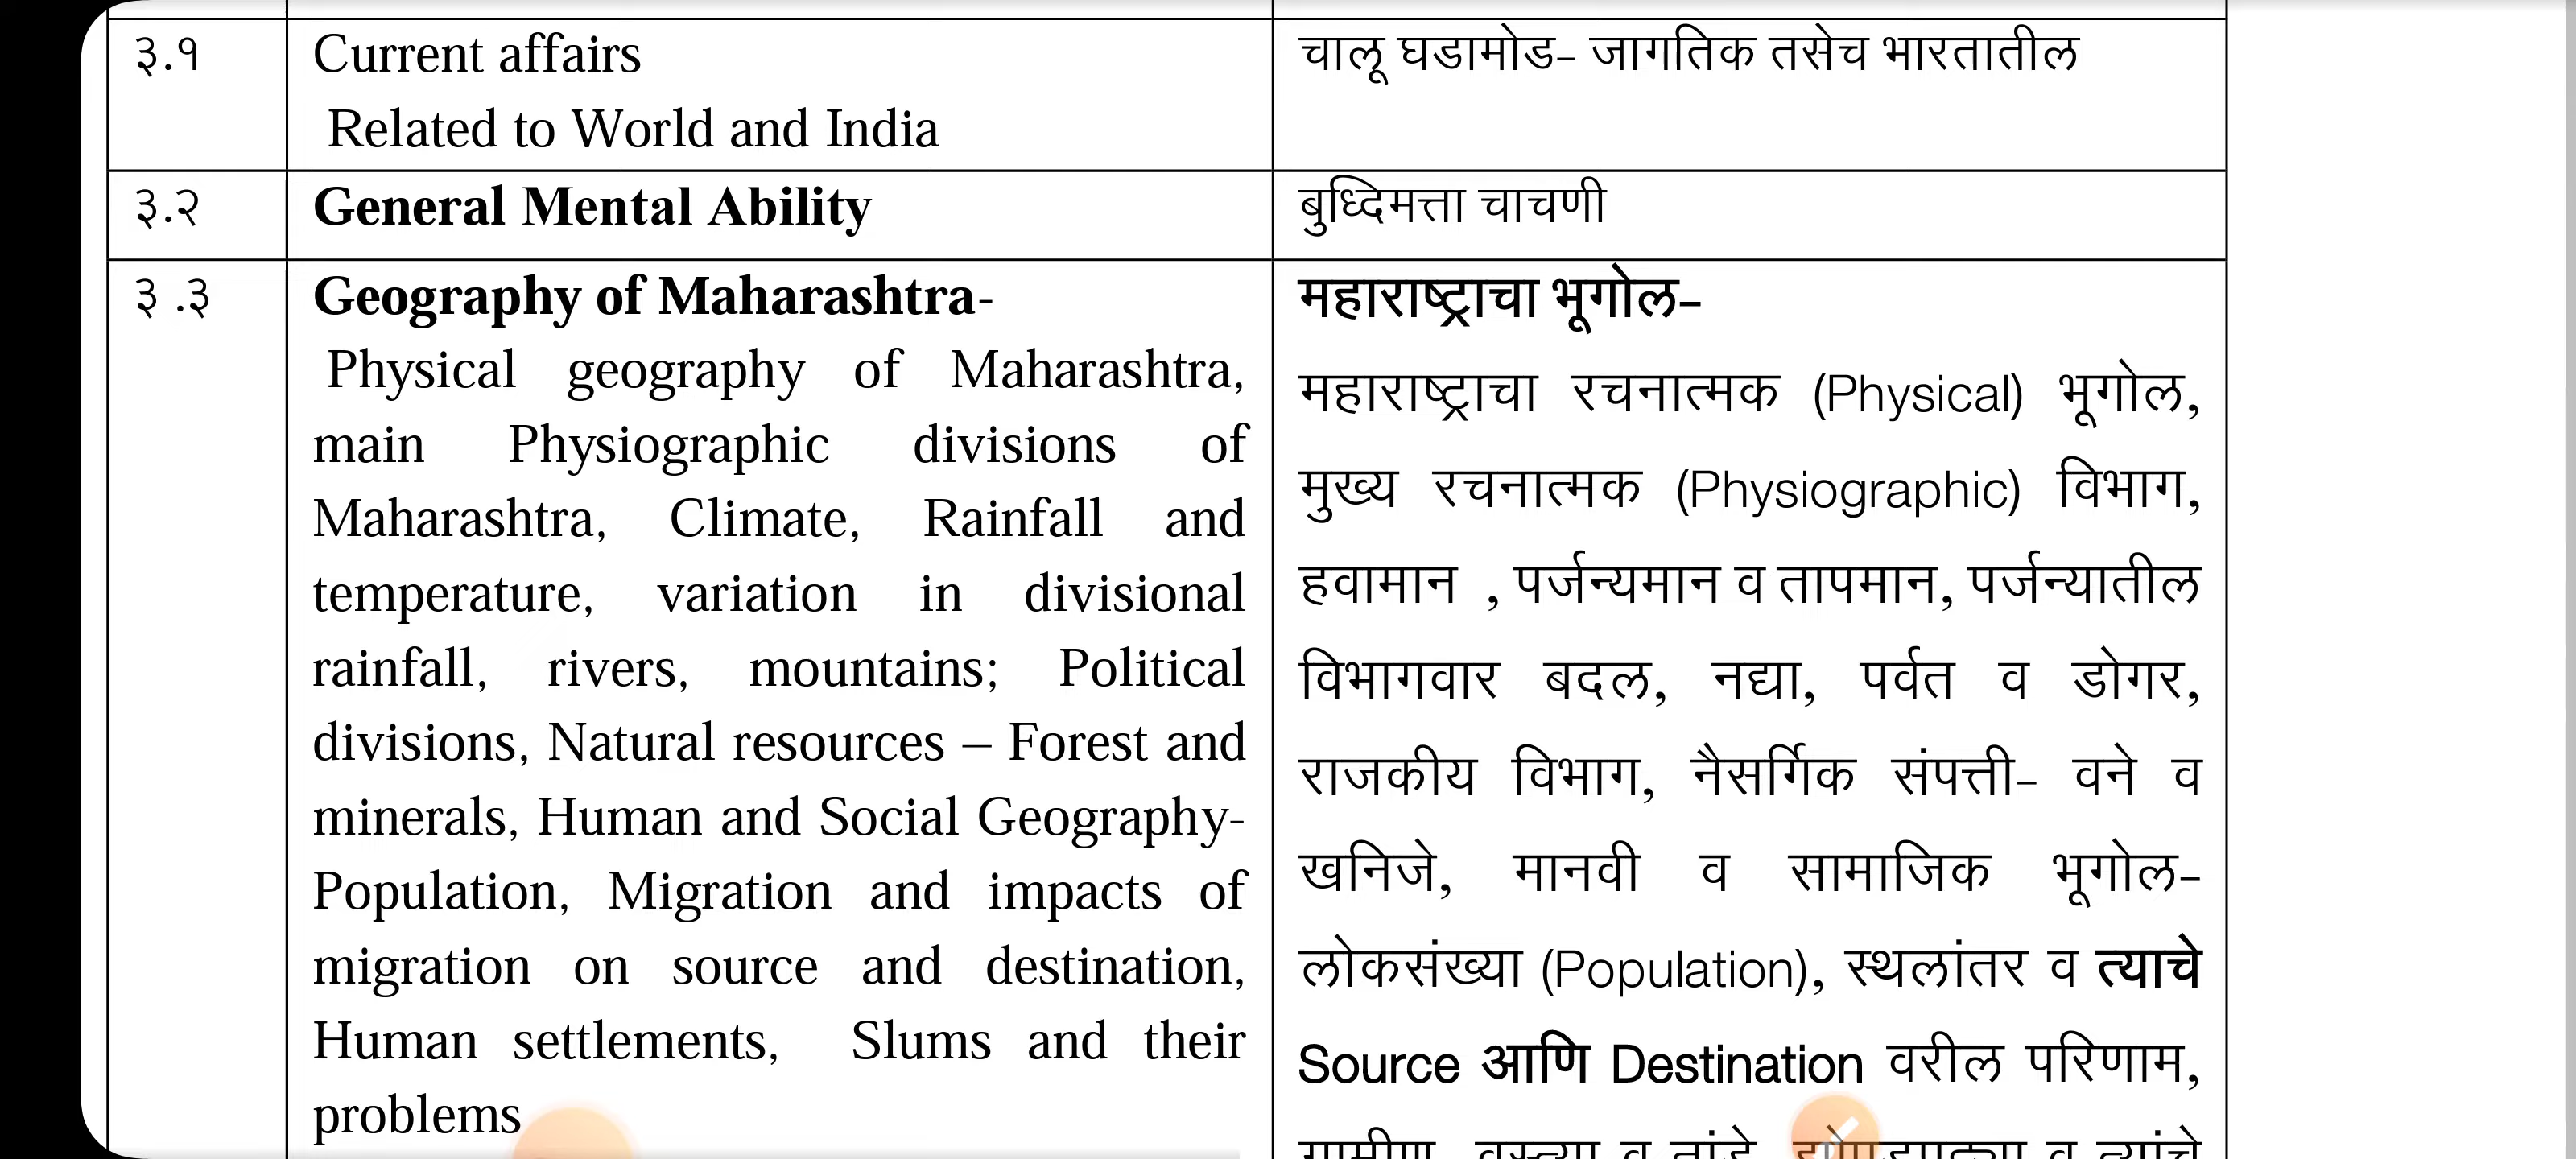 ३.१
Current affairs
Related to World and India
चालू घडामोड- जागतिक तसेच भारतातील
३.२
General Mental Ability
बुध्दिमत्ता चाचणी
३ .३
Geography of Maharashtra-
Physical geography of Maharashtra,
main Physiographic divisions of
Maharashtra, Climate, Rainfall and
temperature, variation in divisional
rainfall, rivers, mountains; Political
divisions, Natural resources – Forest and
minerals, Human and Social Geography-
Population, Migration and impacts of
migration on source and destination,
Human settlements, Slums and their
problems
महाराष्ट्राचा भूगोल-
महाराष्ट्राचा रचनात्मक (Physical) भूगोल,
मुख्य रचनात्मक (Physiographic) विभाग,
हवामान , पर्जन्यमान व तापमान, पर्जन्यातील
विभागवार बदल, नद्या, पर्वत व डोगर,
राजकीय विभाग, नैसर्गिक संपत्ती- वने व
खनिजे, मानवी व सामाजिक भूगोल-
लोकसंख्या (Population), स्थलांतर व त्याचे
Source आणि Destination वरील परिणाम,